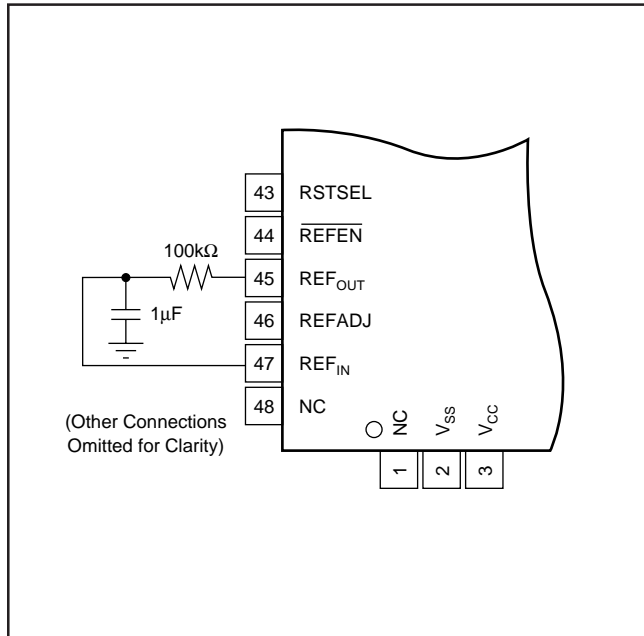 43 RSTSEL
44 REFEN
100kΩ
45 REFOUT
1μF
46 REFADJ
47 REFIN
48 NC
(Other Connections
Omitted for Clarity)
NC VSS VCC
1 2 3